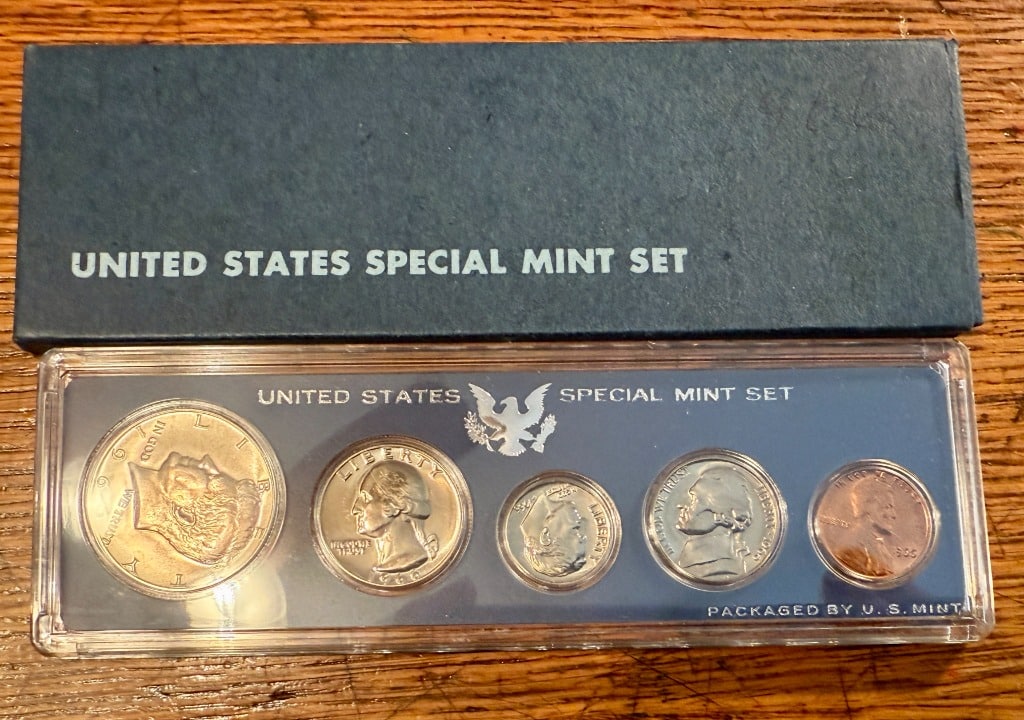 UNITED STATES SPECIAL MINT SET
UNITED STATES SPECIAL MINT SET
LIBERTY
IN GOD
WE TRUST
LIBERTY
IN GOD WE
TRUST
1966
LIBERTY
IN GOD WE TRUST
LIBERTY
PACKAGED BY U.S. MINT